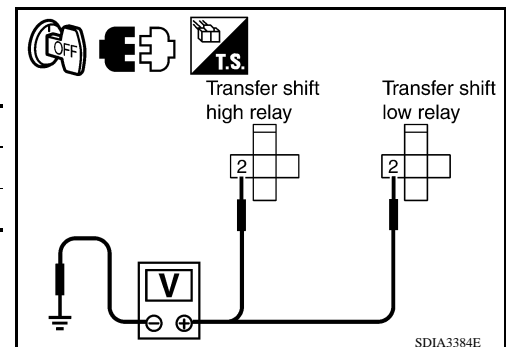 OFF
T.S.
Transfer shift
high relay
Transfer shift
low relay
2
2
V
SDIA3384E